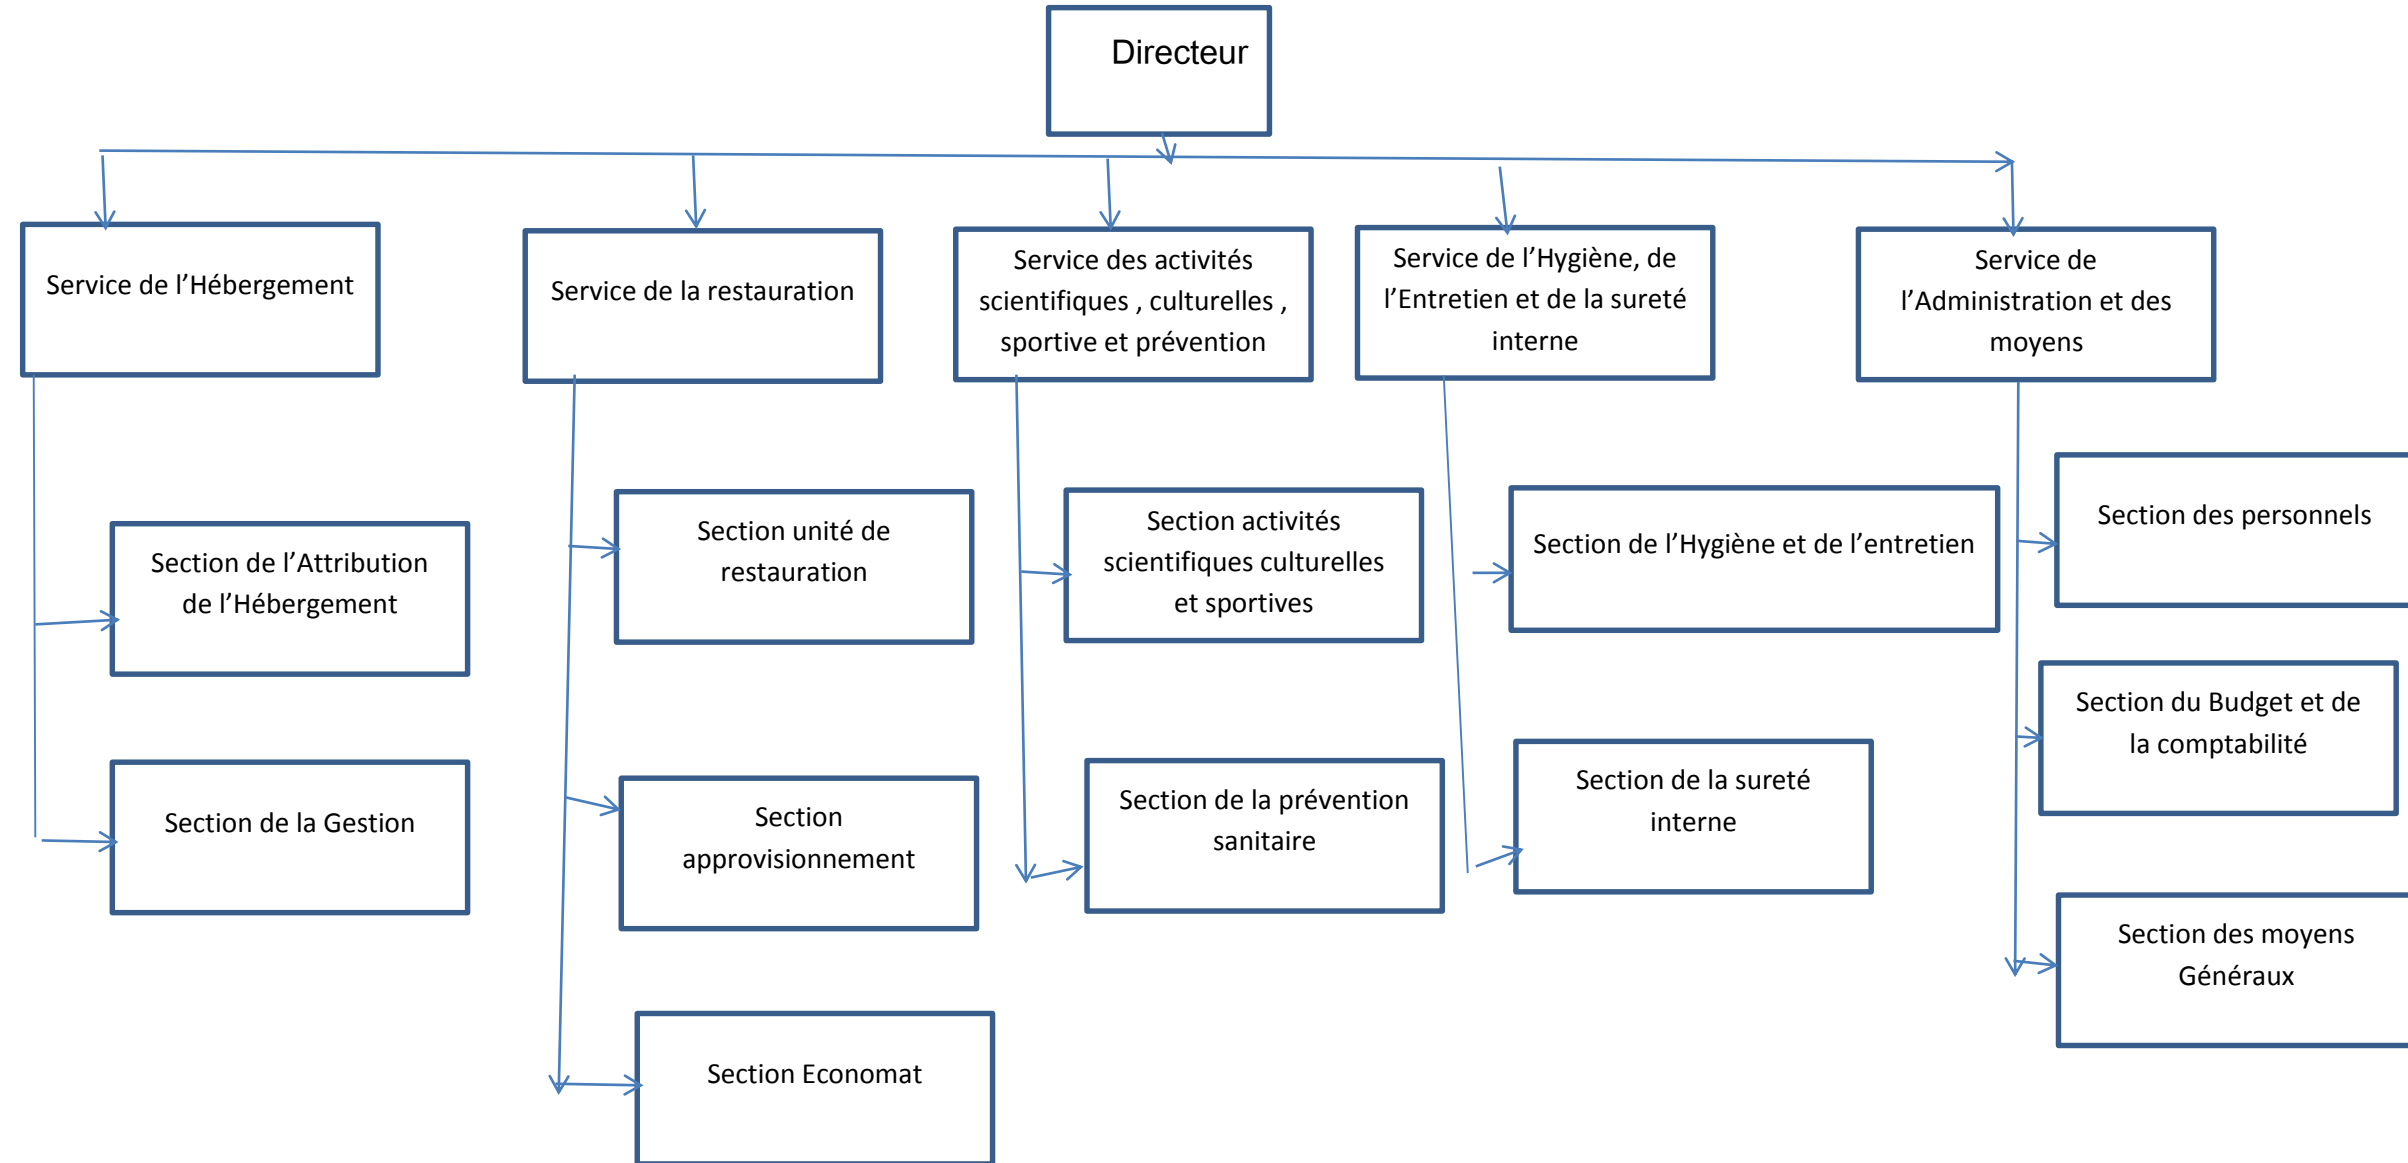 Directeur
Service de l’Hébergement
Service de la restauration
Service des activités
scientifiques , culturelles ,
sportive et prévention
Service de l’Hygiène, de
l’Entretien et de la sureté
interne
Service de
l’Administration et des
moyens
Section de l’Attribution
de l’Hébergement
Section unité de
restauration
Section activités
scientifiques culturelles
et sportives
Section de l’Hygiène et de l’entretien
Section des personnels
Section de la Gestion
Section
approvisionnement
Section de la prévention
sanitaire
Section de la sureté
interne
Section du Budget et de
la comptabilité
Section Economat
Section des moyens
Généraux